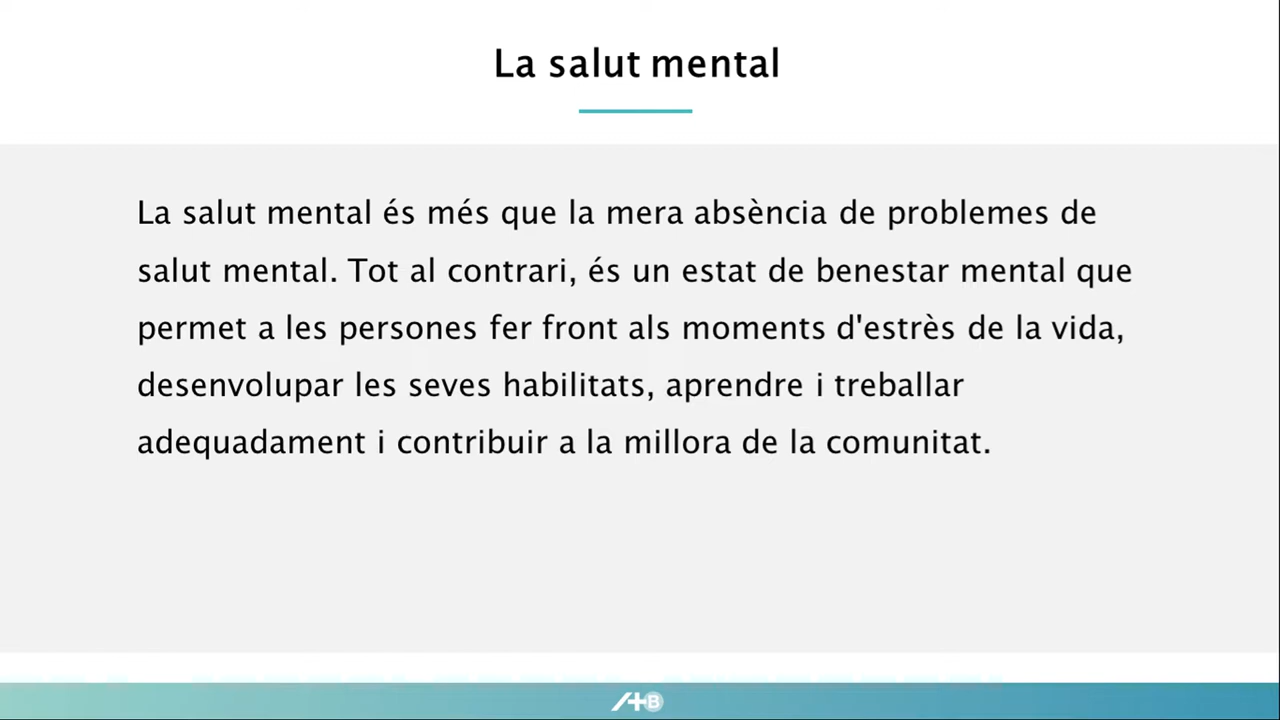 La salut mental
La salut mental és més que la mera absència de problemes de
salut mental. Tot al contrari, és un estat de benestar mental que
permet a les persones fer front als moments d'estrès de la vida,
desenvolupar les seves habilitats, aprendre i treballar
adequadament i contribuir a la millora de la comunitat.